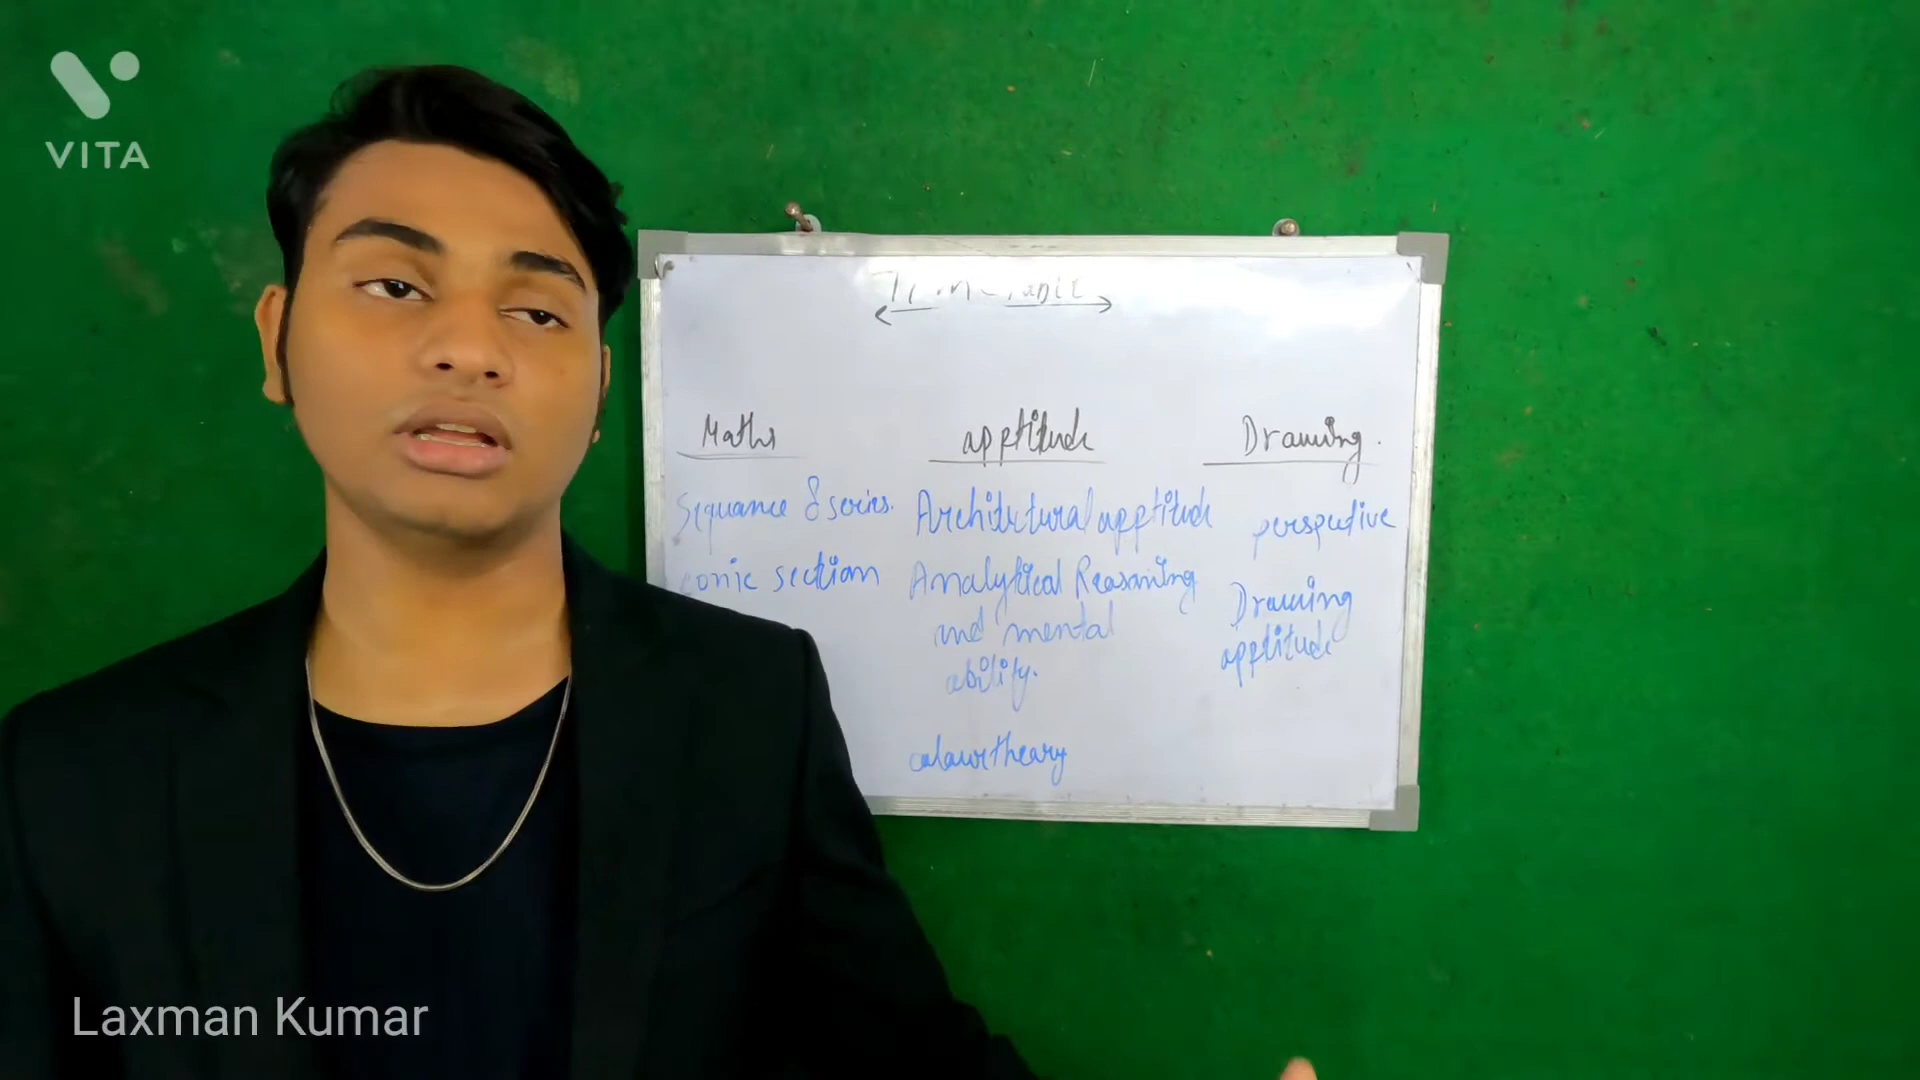 VITA
Maths
apptitude
Drawing.
Sequance & series.
Architectural apptitude
perspective
conic section
Analytical Reasoning
and mental
ability.
Drawing
apptitude
colour theory
Laxman Kumar